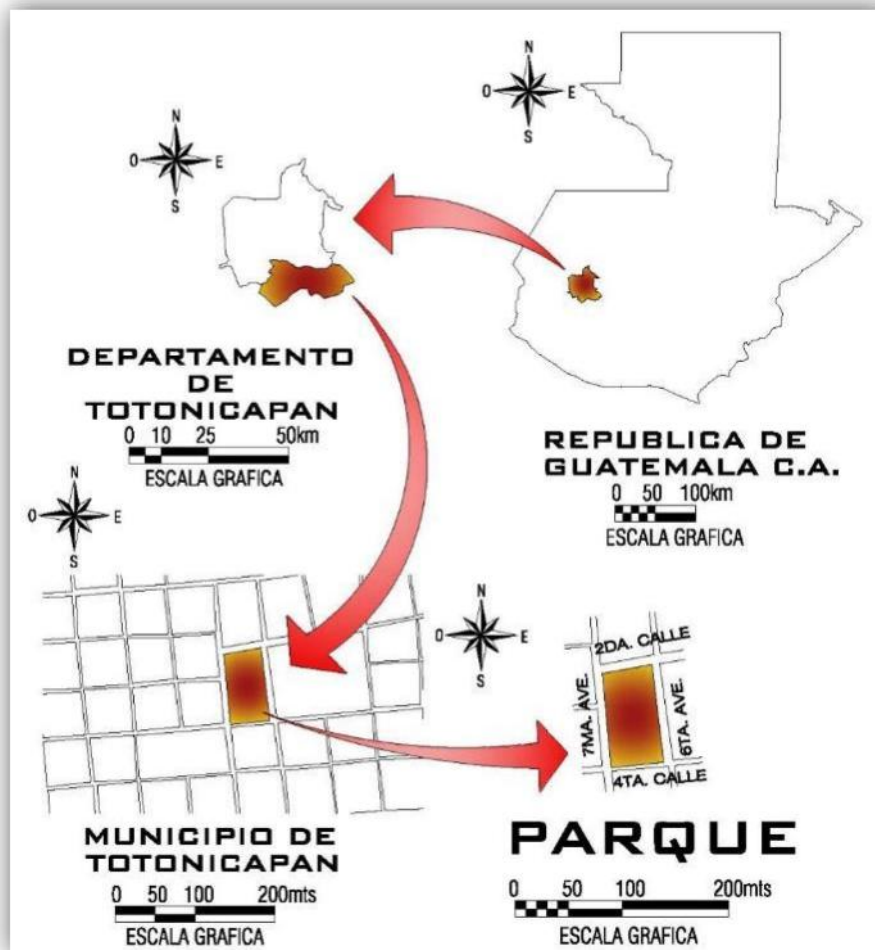 N
O E
S
N
O E
S
DEPARTAMENTO
DE
TOTONICAPAN
0 10 25 50km
ESCALA GRAFICA
REPUBLICA DE
GUATEMALA C.A.
0 50 100km
ESCALA GRAFICA
N
O E
S
N
O E
S
2DA. CALLE
7MA. AVE.
6TA. AVE.
4TA. CALLE
MUNICIPIO DE
TOTONICAPAN
0 50 100 200mts
ESCALA GRAFICA
PARQUE
0 50 100 200mts
ESCALA GRAFICA